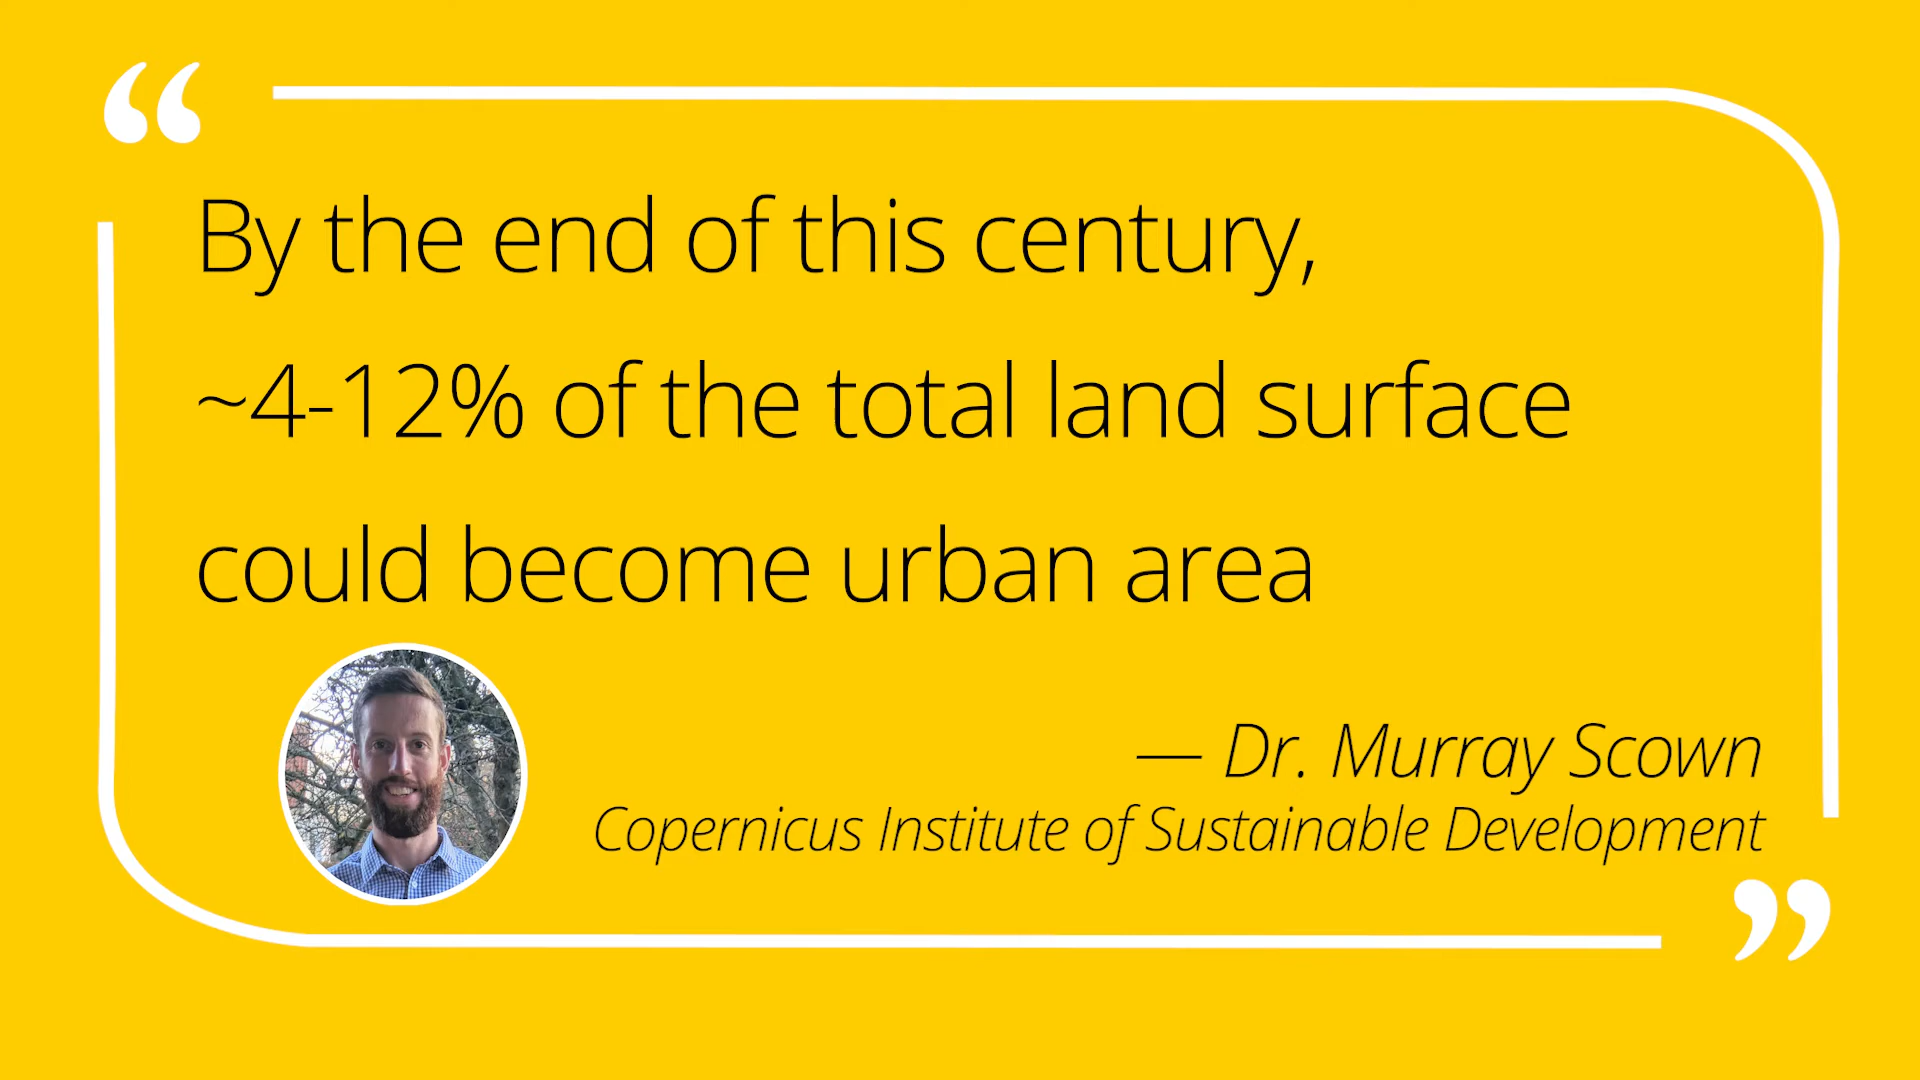 “
By the end of this century,
~4-12% of the total land surface
could become urban area
— Dr. Murray Scown
Copernicus Institute of Sustainable Development
”